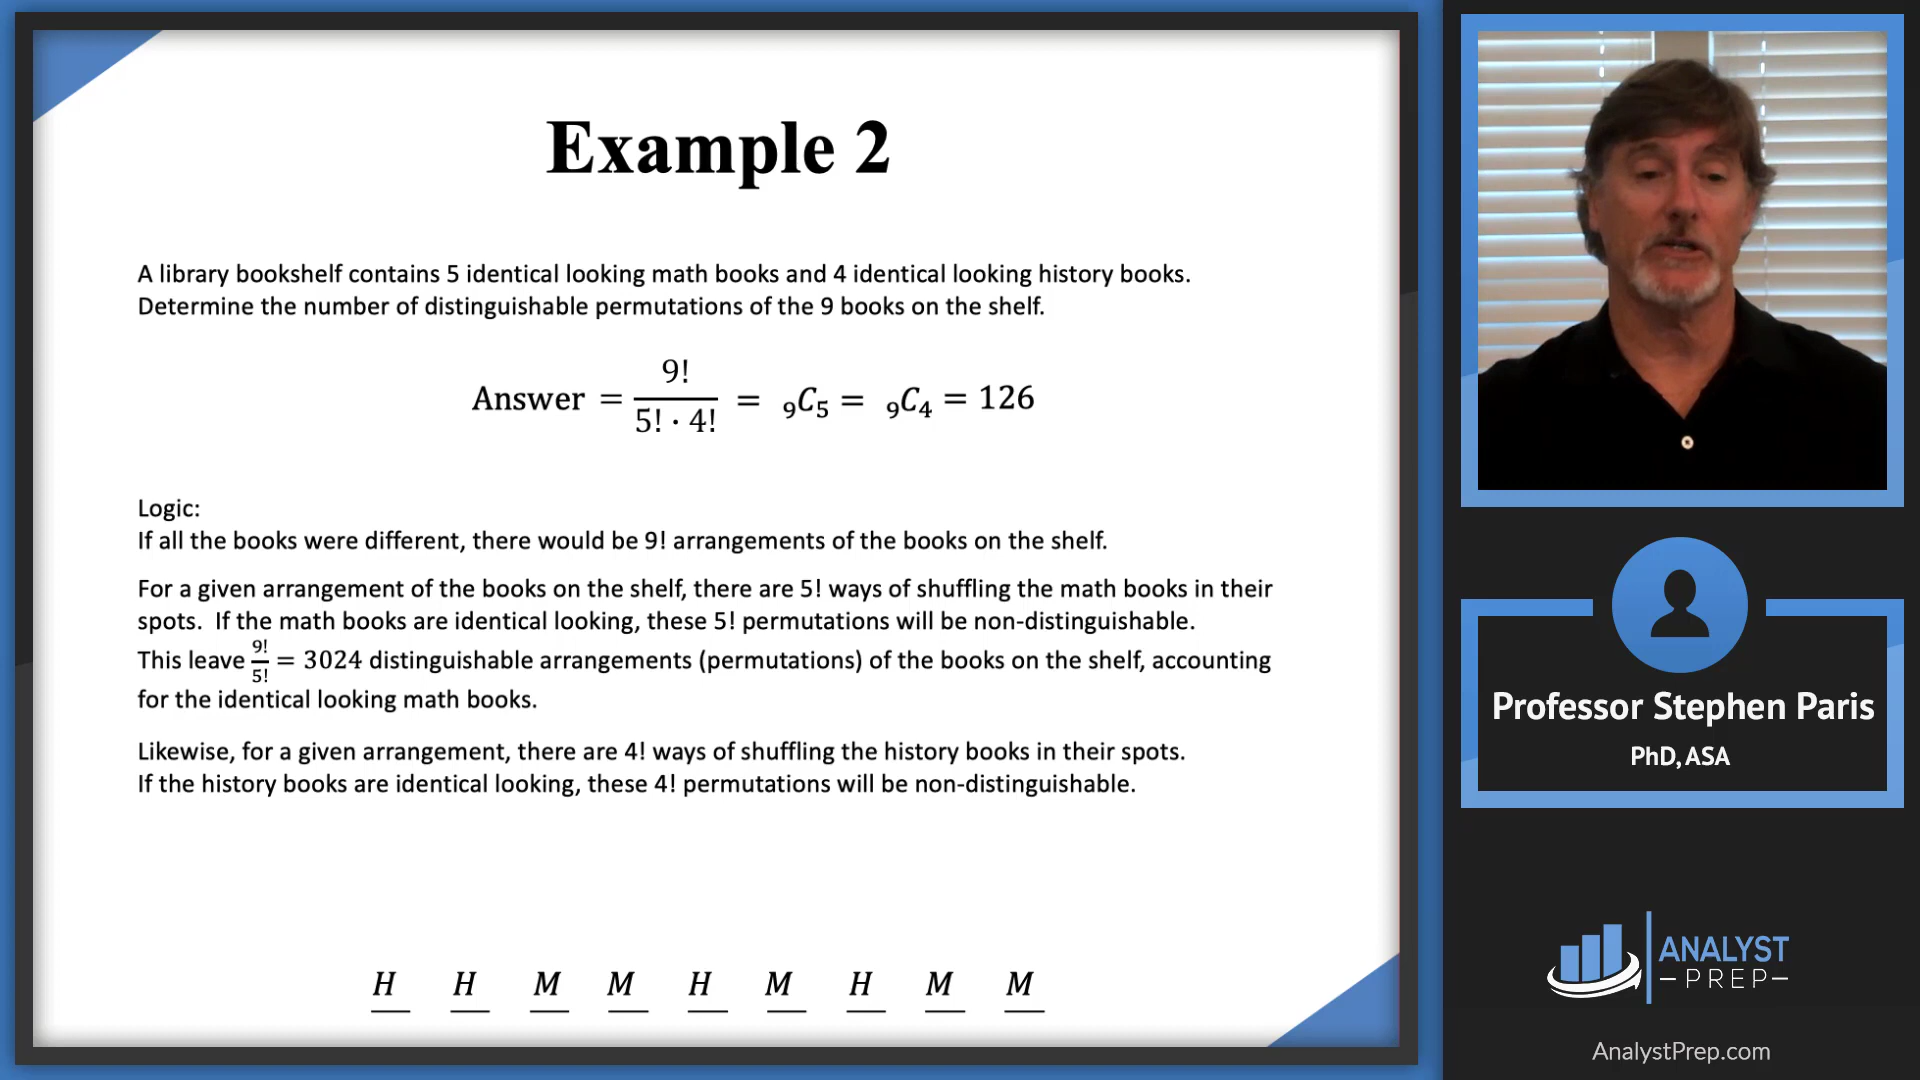 Example 2
A library bookshelf contains 5 identical looking math books and 4 identical looking history books.
Determine the number of distinguishable permutations of the 9 books on the shelf.
Answer = 9! / 5! · 4! = ₉C₅ = ₉C₄ = 126
Logic:
If all the books were different, there would be 9! arrangements of the books on the shelf.
For a given arrangement of the books on the shelf, there are 5! ways of shuffling the math books in their
spots. If the math books are identical looking, these 5! permutations will be non-distinguishable.
This leave 9!/5! = 3024 distinguishable arrangements (permutations) of the books on the shelf, accounting
for the identical looking math books.
Likewise, for a given arrangement, there are 4! ways of shuffling the history books in their spots.
If the history books are identical looking, these 4! permutations will be non-distinguishable.
H H M M H M H M M
Professor Stephen Paris
PhD, ASA
ANALYST
PREP
AnalystPrep.com